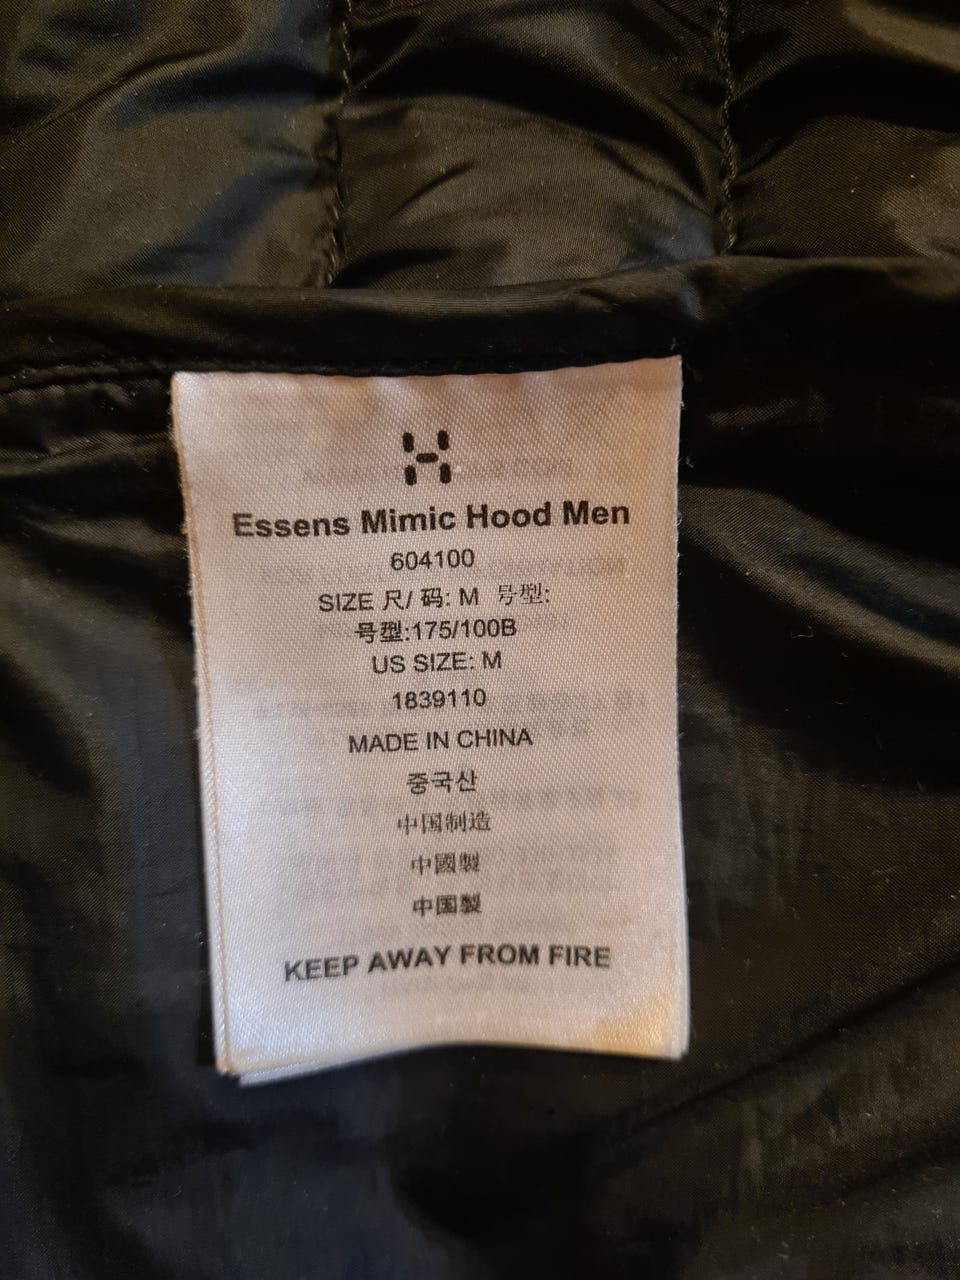 Essens Mimic Hood Men
604100
SIZE 尺/ 码: M 号型:
号型:175/100B
US SIZE: M
1839110
MADE IN CHINA
중국산
中国制造
中國製
中国製
KEEP AWAY FROM FIRE